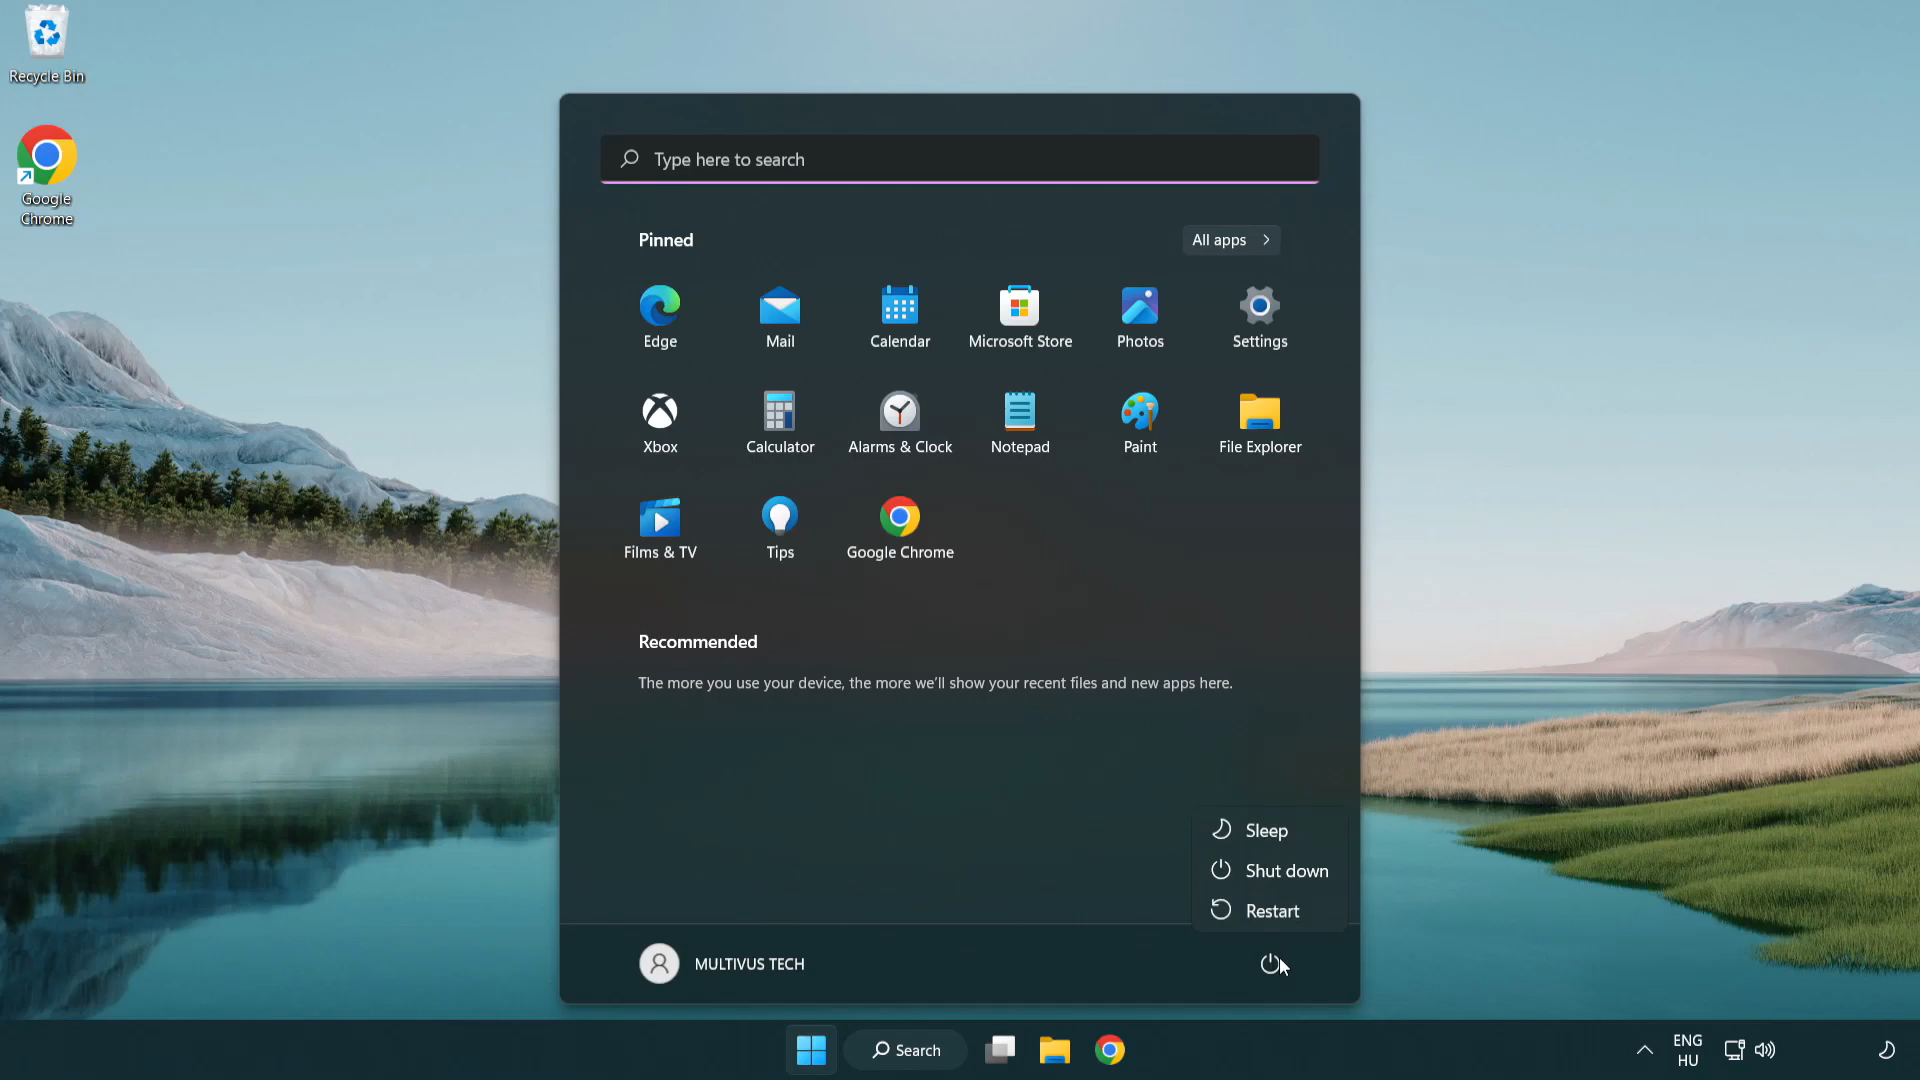 Recycle Bin
Google
Chrome
Type here to search
Pinned
All apps
Edge
Mail
Calendar
Microsoft Store
Photos
Settings
Xbox
Calculator
Alarms & Clock
Notepad
Paint
File Explorer
Films & TV
Tips
Google Chrome
Recommended
The more you use your device, the more we'll show your recent files and new apps here.
Sleep
Shut down
Restart
MULTIVUS TECH
Search
ENG
HU